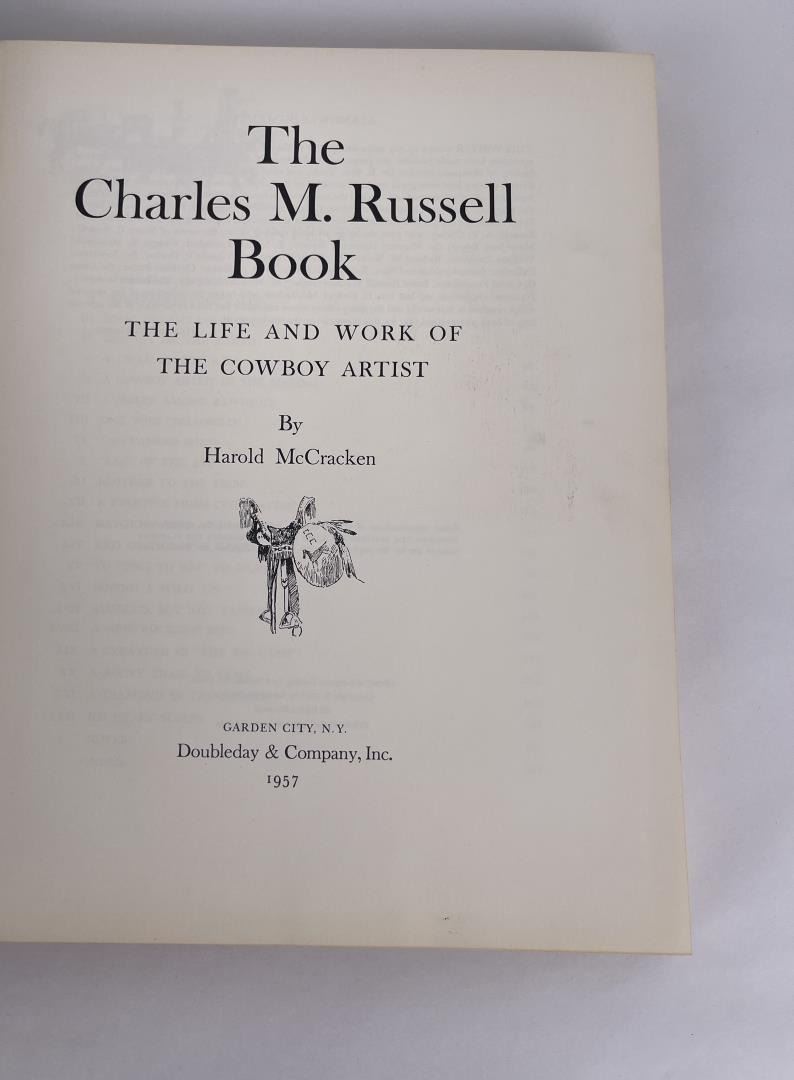 The
Charles M. Russell
Book
THE LIFE AND WORK OF
THE COWBOY ARTIST
By
Harold McCracken
GARDEN CITY, N.Y.
Doubleday & Company, Inc.
1957